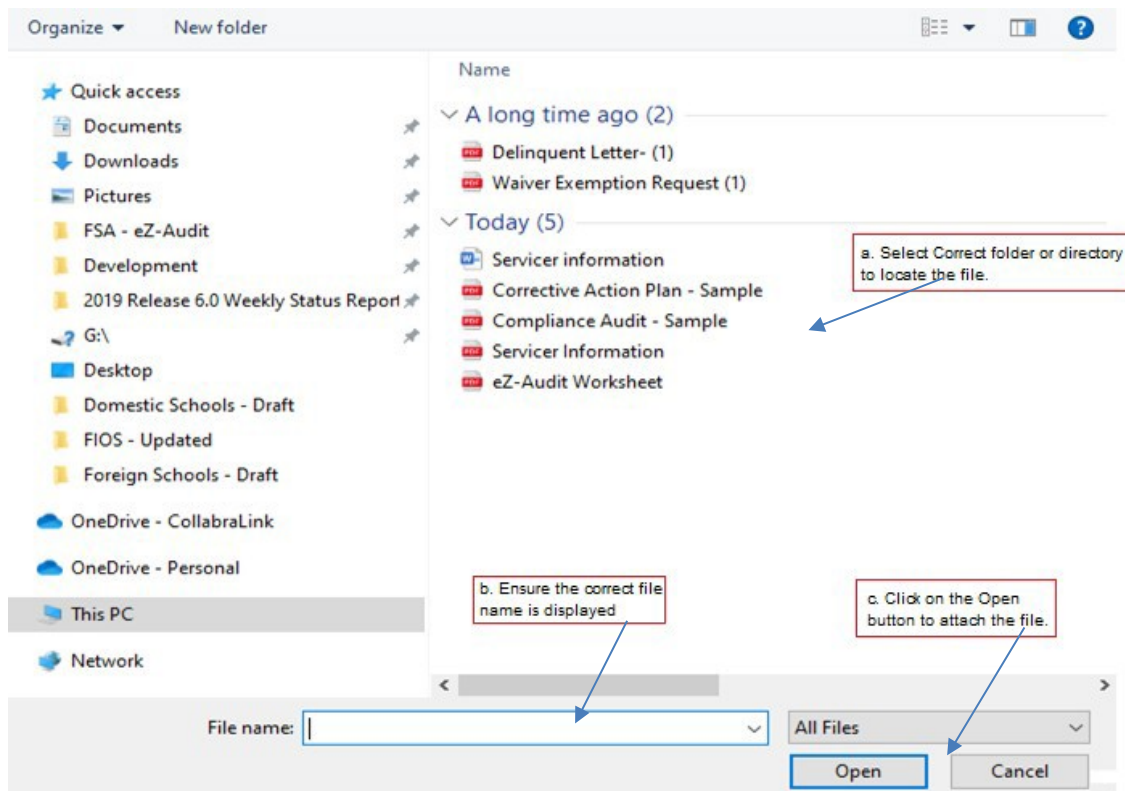 Organize New folder
?
Quick access
Documents
Downloads
Pictures
FSA - eZ-Audit
Development
2019 Release 6.0 Weekly Status Report
G:\
Desktop
Domestic Schools - Draft
FIOS - Updated
Foreign Schools - Draft
OneDrive - CollabraLink
OneDrive - Personal
This PC
Network
Name
A long time ago (2)
Delinquent Letter- (1)
Waiver Exemption Request (1)
Today (5)
Servicer information
Corrective Action Plan - Sample
Compliance Audit - Sample
Servicer Information
eZ-Audit Worksheet
a. Select Correct folder or directory
to locate the file.
b. Ensure the correct file
name is displayed
c. Click on the Open
button to attach the file.
File name:
All Files
Open Cancel